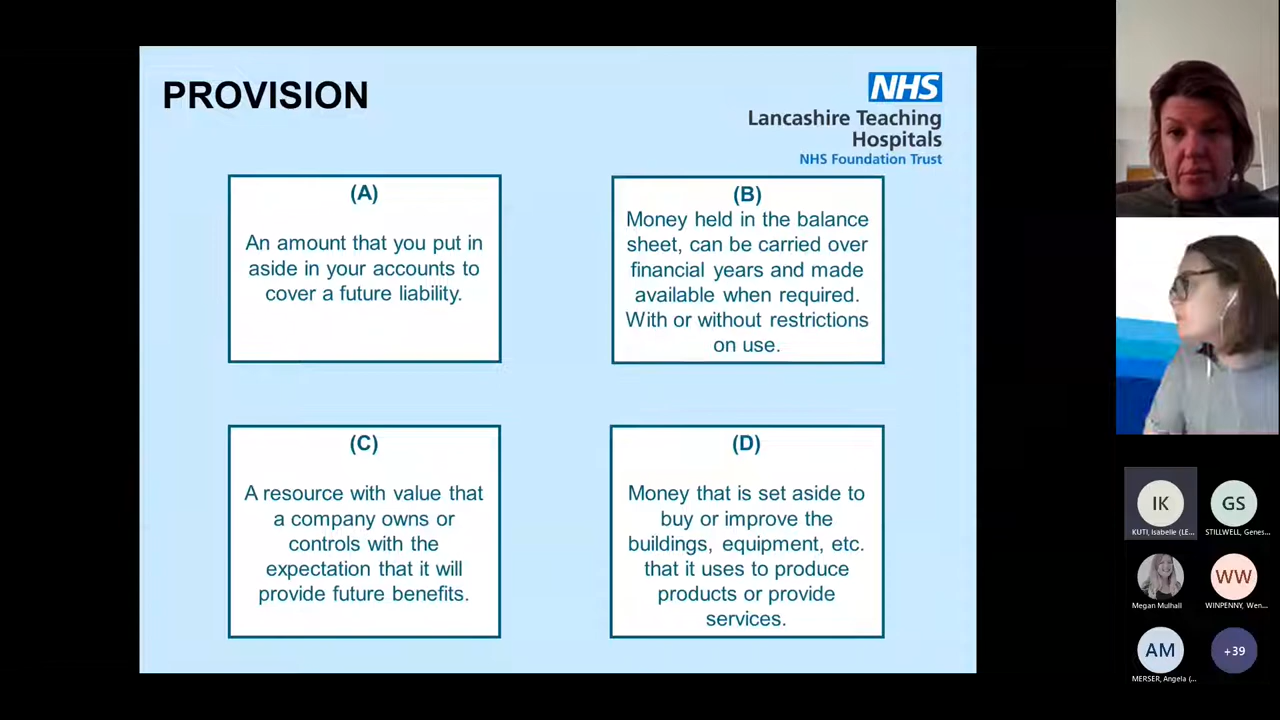 PROVISION
NHS
Lancashire Teaching
Hospitals
NHS Foundation Trust
(A)
An amount that you put in
aside in your accounts to
cover a future liability.
(B)
Money held in the balance
sheet, can be carried over
financial years and made
available when required.
With or without restrictions
on use.
(C)
A resource with value that
a company owns or
controls with the
expectation that it will
provide future benefits.
(D)
Money that is set aside to
buy or improve the
buildings, equipment, etc.
that it uses to produce
products or provide
services.
IK
KUTI, Isabelle (LE...
GS
STILLWELL, Genes...
Megan Mulhall
WW
WINPENNY, Wen...
AM
MERSER, Angela (...
+39